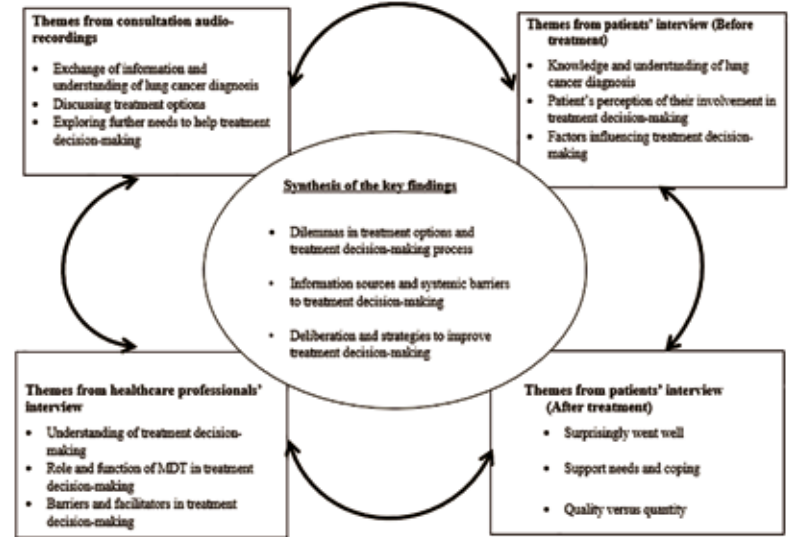 Themes from consultation audio-
recordings
• Exchange of information and
understanding of lung cancer diagnosis
• Discussing treatment options
• Exploring further needs to help treatment
decision-making
Themes from patients' interview (Before
treatment)
• Knowledge and understanding of lung
cancer diagnosis
• Patient's perception of their involvement in
treatment decision-making
• Factors influencing treatment decision-
making
Synthesis of the key findings
• Dilemmas in treatment options and
treatment decision-making process
• Information sources and systemic barriers
to treatment decision-making
• Deliberation and strategies to improve
treatment decision-making
Themes from healthcare professionals'
interview
• Understanding of treatment decision-
making
• Role and function of MDT in treatment
decision-making
• Barriers and facilitators in treatment
decision-making
Themes from patients' interview
(After treatment)
• Surprisingly went well
• Support needs and coping
• Quality versus quantity